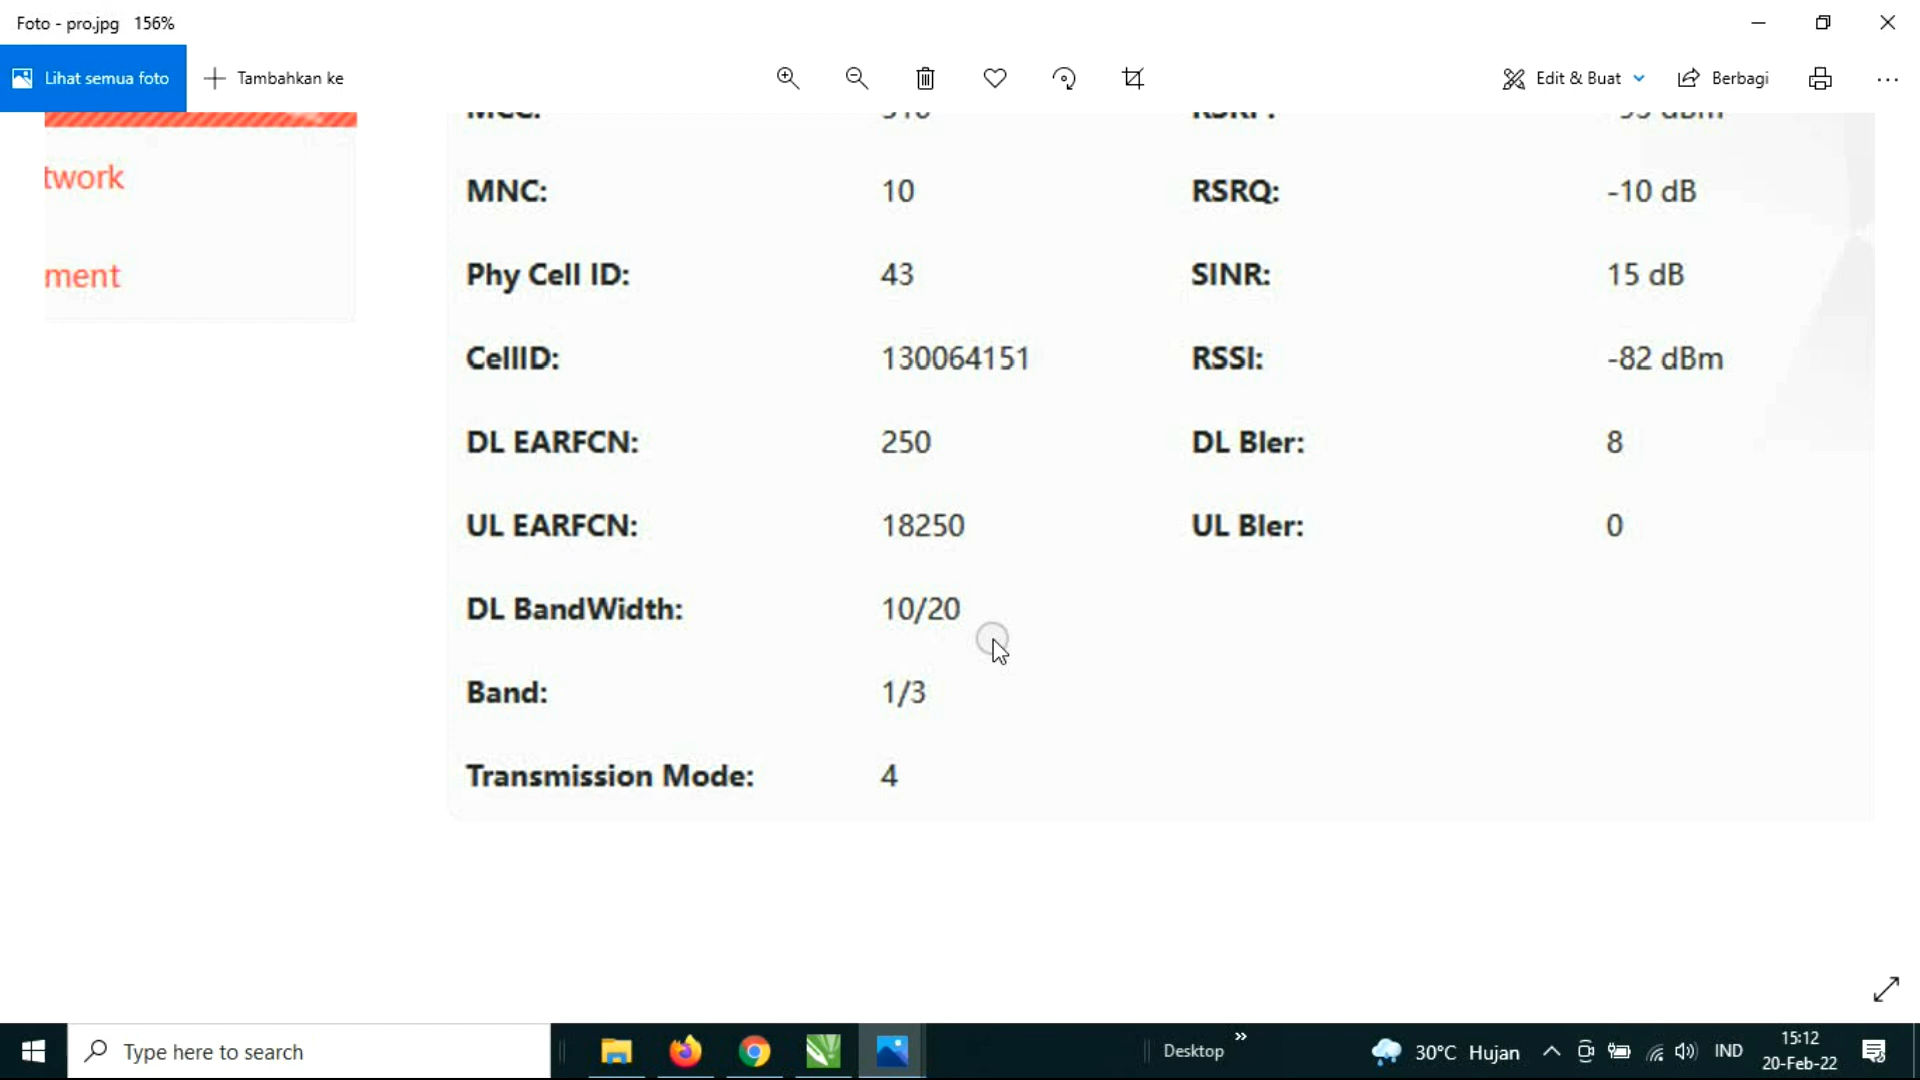 Foto - pro.jpg 156%
Lihat semua foto
Tambahkan ke
Edit & Buat
Berbagi
twork
ment
MNC: 10 RSRQ: -10 dB
Phy Cell ID: 43 SINR: 15 dB
CellID: 130064151 RSSI: -82 dBm
DL EARFCN: 250 DL Bler: 8
UL EARFCN: 18250 UL Bler: 0
DL BandWidth: 10/20
Band: 1/3
Transmission Mode: 4
Type here to search
Desktop
30°C Hujan
IND
15:12
20-Feb-22